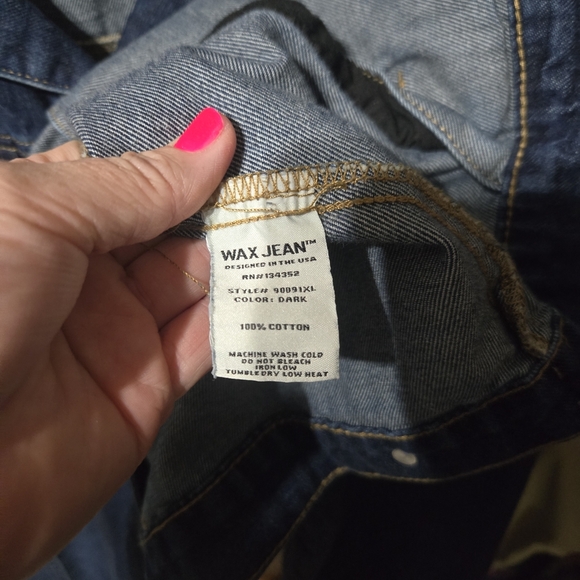 WAX JEAN™
DESIGNED IN THE USA
RN#134352
STYLE# 90091XL
COLOR: DARK
100% COTTON
MACHINE WASH COLD
DO NOT BLEACH
IRON LOW
TUMBLE DRY LOW HEAT